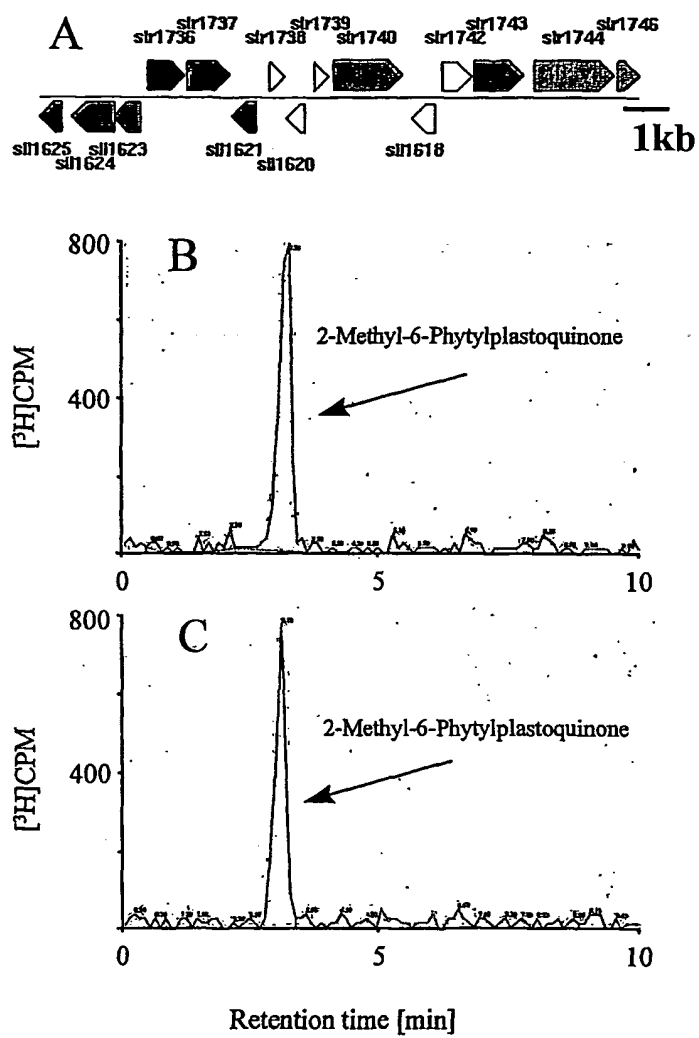 A
slr1736 slr1737 slr1738 slr1739 slr1740 slr1742 slr1743 slr1744 slr1746
sll1625 sll1624 sll1623 sll1621 sll1620 sll1618
1kb
B
800
400
[³H]CPM
2-Methyl-6-Phytylplastoquinone
0 5 10
C
800
400
[³H]CPM
2-Methyl-6-Phytylplastoquinone
0 5 10
Retention time [min]